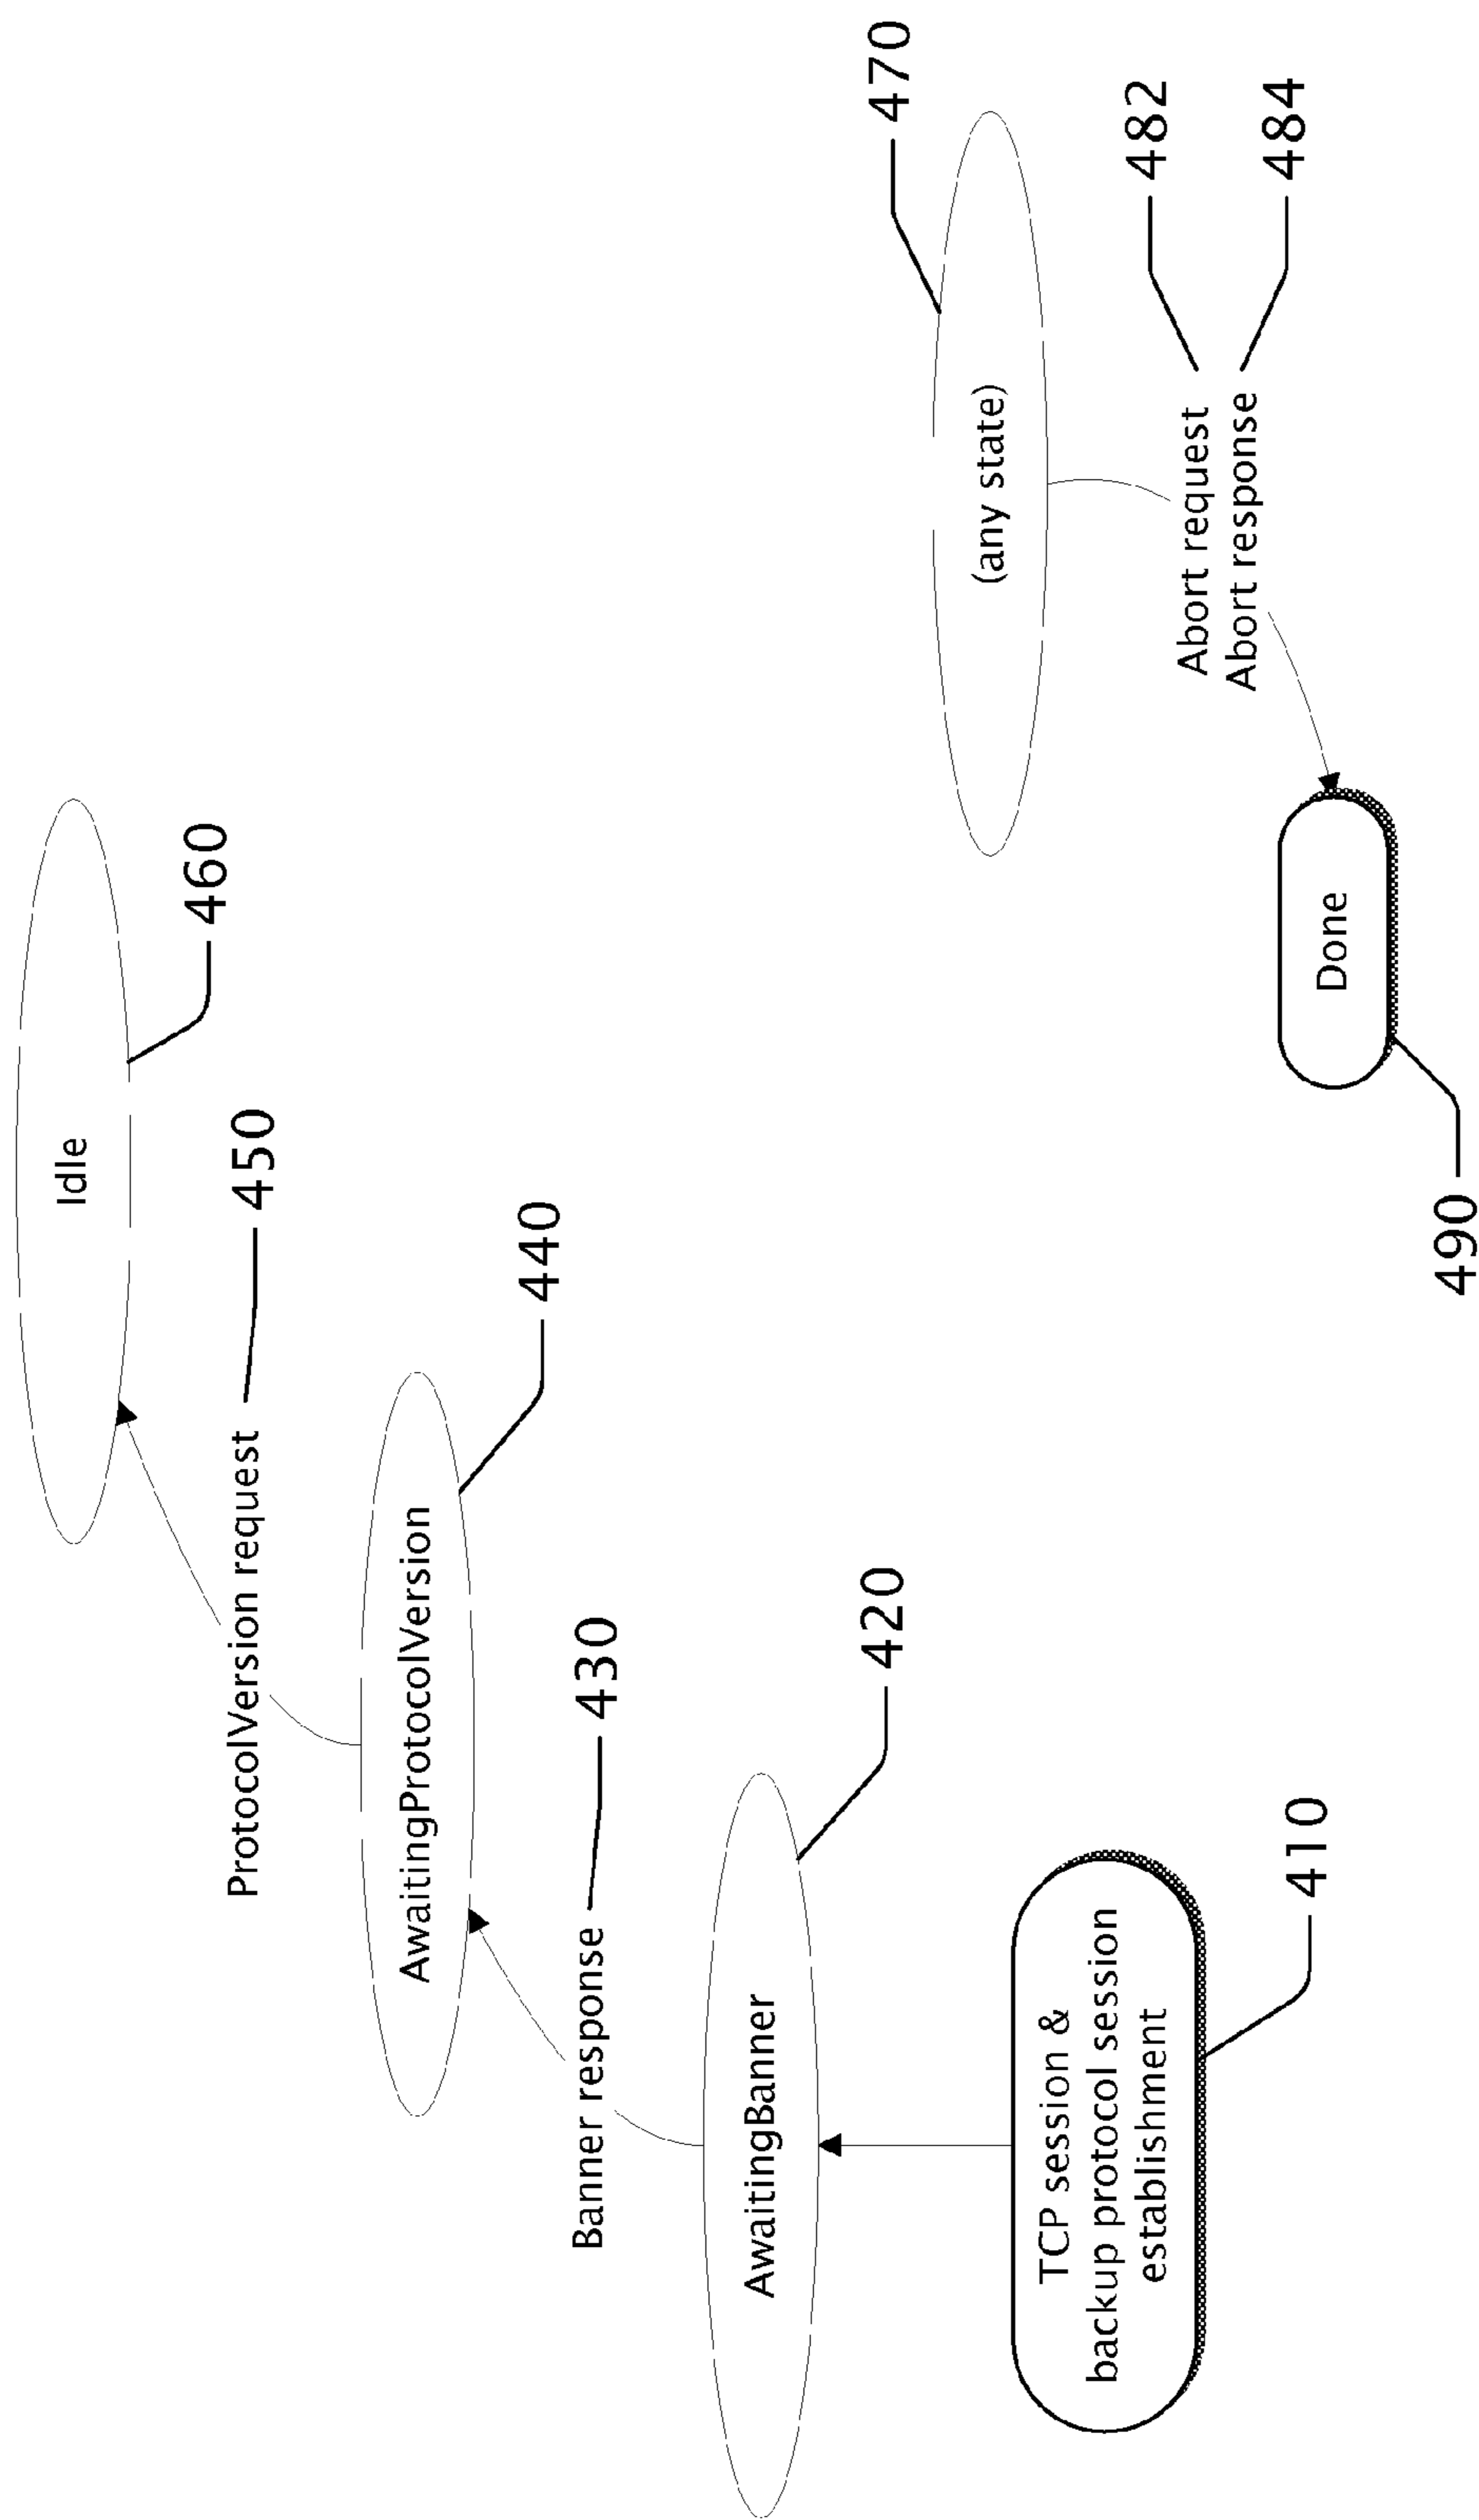 Idle
460
ProtocolVersion request
450
AwaitingProtocolVersion
440
Banner response
430
AwaitingBanner
420
TCP session &
backup protocol session
establishment
410
(any state)
470
Abort request
482
Abort response
484
Done
490